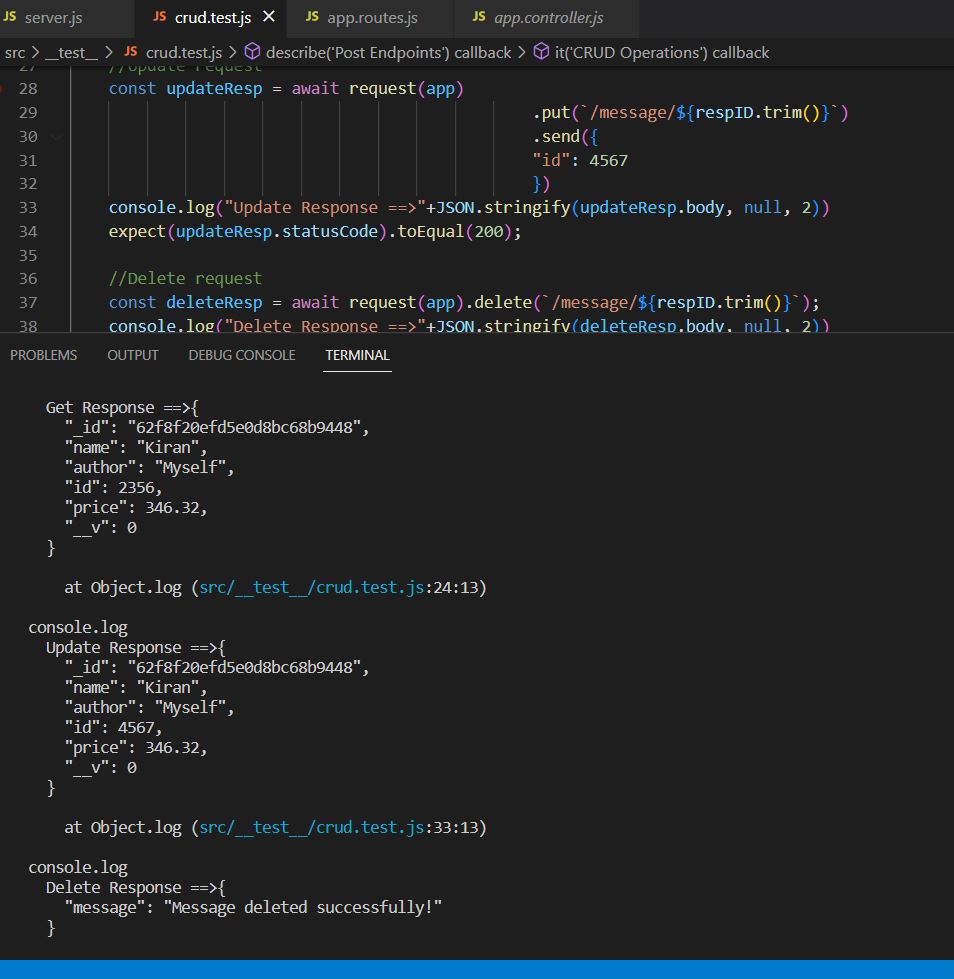 JS server.js JS crud.test.js × JS app.routes.js JS app.controller.js
src > __test__ > JS crud.test.js > describe('Post Endpoints') callback > it('CRUD Operations') callback
27 //Update request
28 const updateResp = await request(app)
29 .put(`/message/${respID.trim()}`)
30 .send({
31 "id": 4567
32 })
33 console.log("Update Response ==>"+JSON.stringify(updateResp.body, null, 2))
34 expect(updateResp.statusCode).toEqual(200);
35
36 //Delete request
37 const deleteResp = await request(app).delete(`/message/${respID.trim()}`);
38 console.log("Delete Response ==>"+JSON.stringify(deleteResp.body, null, 2))
PROBLEMS OUTPUT DEBUG CONSOLE TERMINAL
Get Response ==>{
"_id": "62f8f20efd5e0d8bc68b9448",
"name": "Kiran",
"author": "Myself",
"id": 2356,
"price": 346.32,
"__v": 0
}
at Object.log (src/__test__/crud.test.js:24:13)
console.log
Update Response ==>{
"_id": "62f8f20efd5e0d8bc68b9448",
"name": "Kiran",
"author": "Myself",
"id": 4567,
"price": 346.32,
"__v": 0
}
at Object.log (src/__test__/crud.test.js:33:13)
console.log
Delete Response ==>{
"message": "Message deleted successfully!"
}